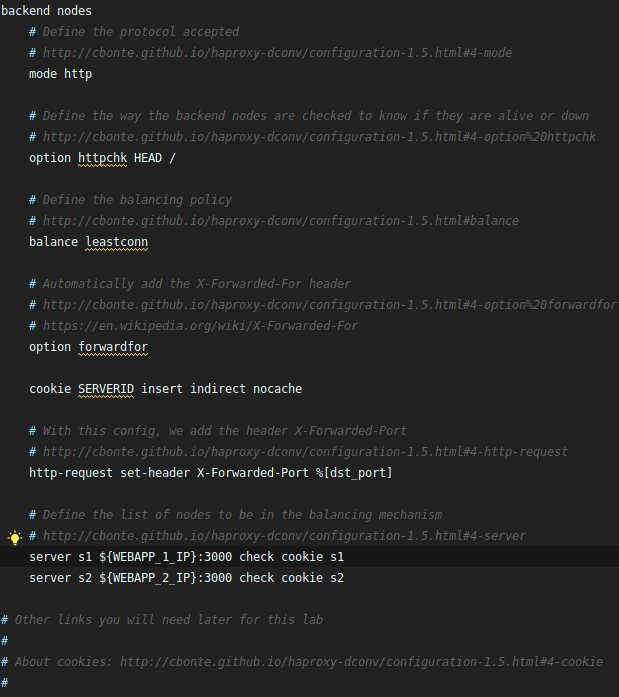 backend nodes
# Define the protocol accepted
# http://cbonte.github.io/haproxy-dconv/configuration-1.5.html#4-mode
mode http
# Define the way the backend nodes are checked to know if they are alive or down
# http://cbonte.github.io/haproxy-dconv/configuration-1.5.html#4-option%20httpchk
option httpchk HEAD /
# Define the balancing policy
# http://cbonte.github.io/haproxy-dconv/configuration-1.5.html#balance
balance leastconn
# Automatically add the X-Forwarded-For header
# http://cbonte.github.io/haproxy-dconv/configuration-1.5.html#4-option%20forwardfor
# https://en.wikipedia.org/wiki/X-Forwarded-For
option forwardfor
cookie SERVERID insert indirect nocache
# With this config, we add the header X-Forwarded-Port
# http://cbonte.github.io/haproxy-dconv/configuration-1.5.html#4-http-request
http-request set-header X-Forwarded-Port %[dst_port]
# Define the list of nodes to be in the balancing mechanism
# http://cbonte.github.io/haproxy-dconv/configuration-1.5.html#4-server
server s1 ${WEBAPP_1_IP}:3000 check cookie s1
server s2 ${WEBAPP_2_IP}:3000 check cookie s2
# Other links you will need later for this lab
#
# About cookies: http://cbonte.github.io/haproxy-dconv/configuration-1.5.html#4-cookie
#